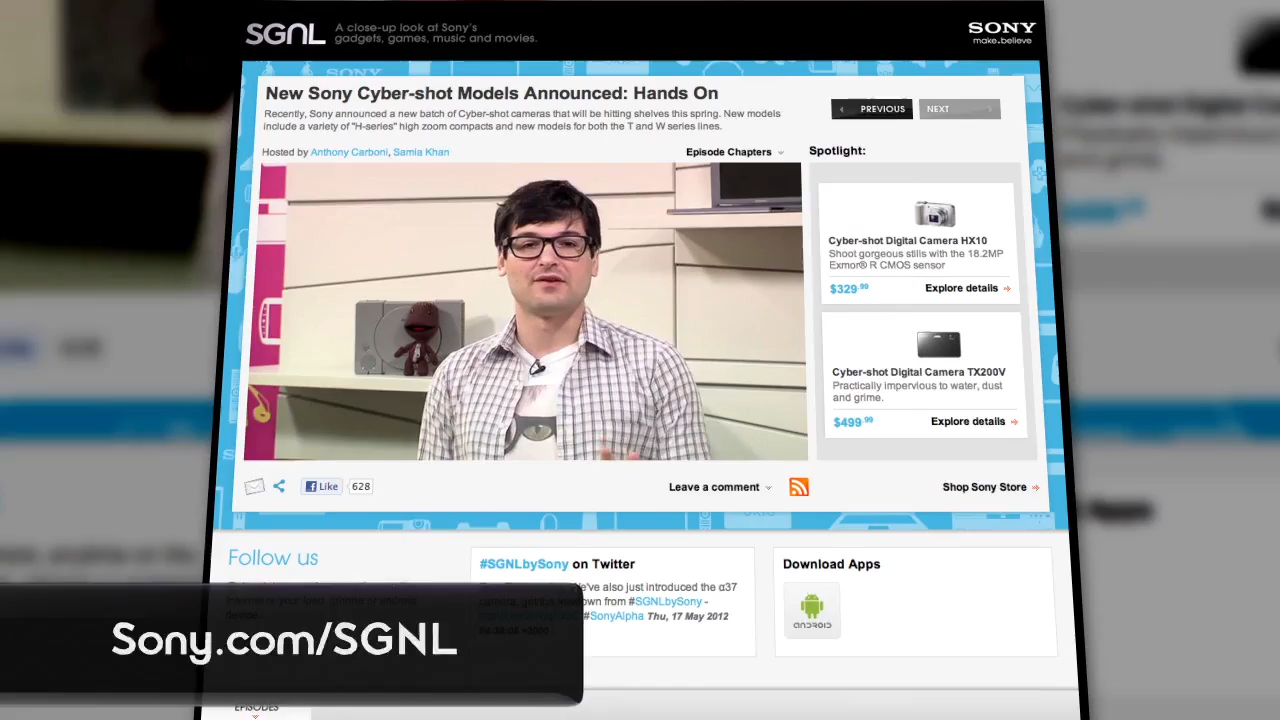 SGNL
A close-up look at Sony's
gadgets, games, music and movies.
SONY
make.believe
SONY
New Sony Cyber-shot Models Announced: Hands On
PREVIOUS
NEXT
Recently, Sony announced a new batch of Cyber-shot cameras that will be hitting shelves this spring. New models
include a variety of "H-series" high zoom compacts and new models for both the T and W series lines.
Hosted by Anthony Carboni, Samia Khan
Episode Chapters
Spotlight:
Cyber-shot Digital Camera HX10
Shoot gorgeous stills with the 18.2MP
Exmor® R CMOS sensor
$329.99
Explore details
Cyber-shot Digital Camera TX200V
Practically impervious to water, dust
and grime.
$499.99
Explore details
Like
628
Leave a comment
Shop Sony Store
Follow us
#SGNLbySony on Twitter
Download Apps
We've also just introduced the α37
camera, get the lowdown from #SGNLbySony -
#SonyAlpha Thu, 17 May 2012
ANDROID
Sony.com/SGNL
EPISODES